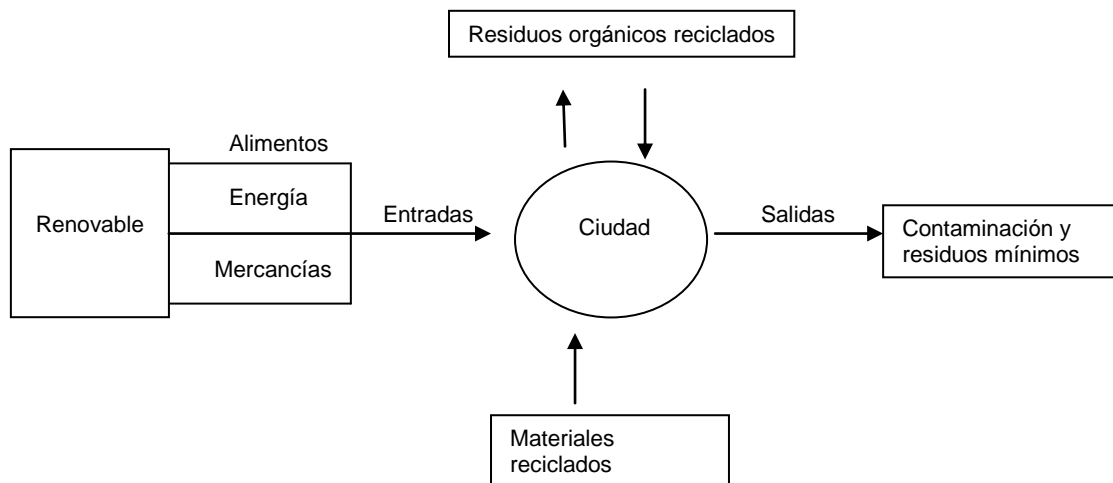 Residuos orgánicos reciclados
Alimentos
Energía
Renovable
Entradas
Ciudad
Salidas
Contaminación y
residuos mínimos
Mercancías
Materiales
reciclados